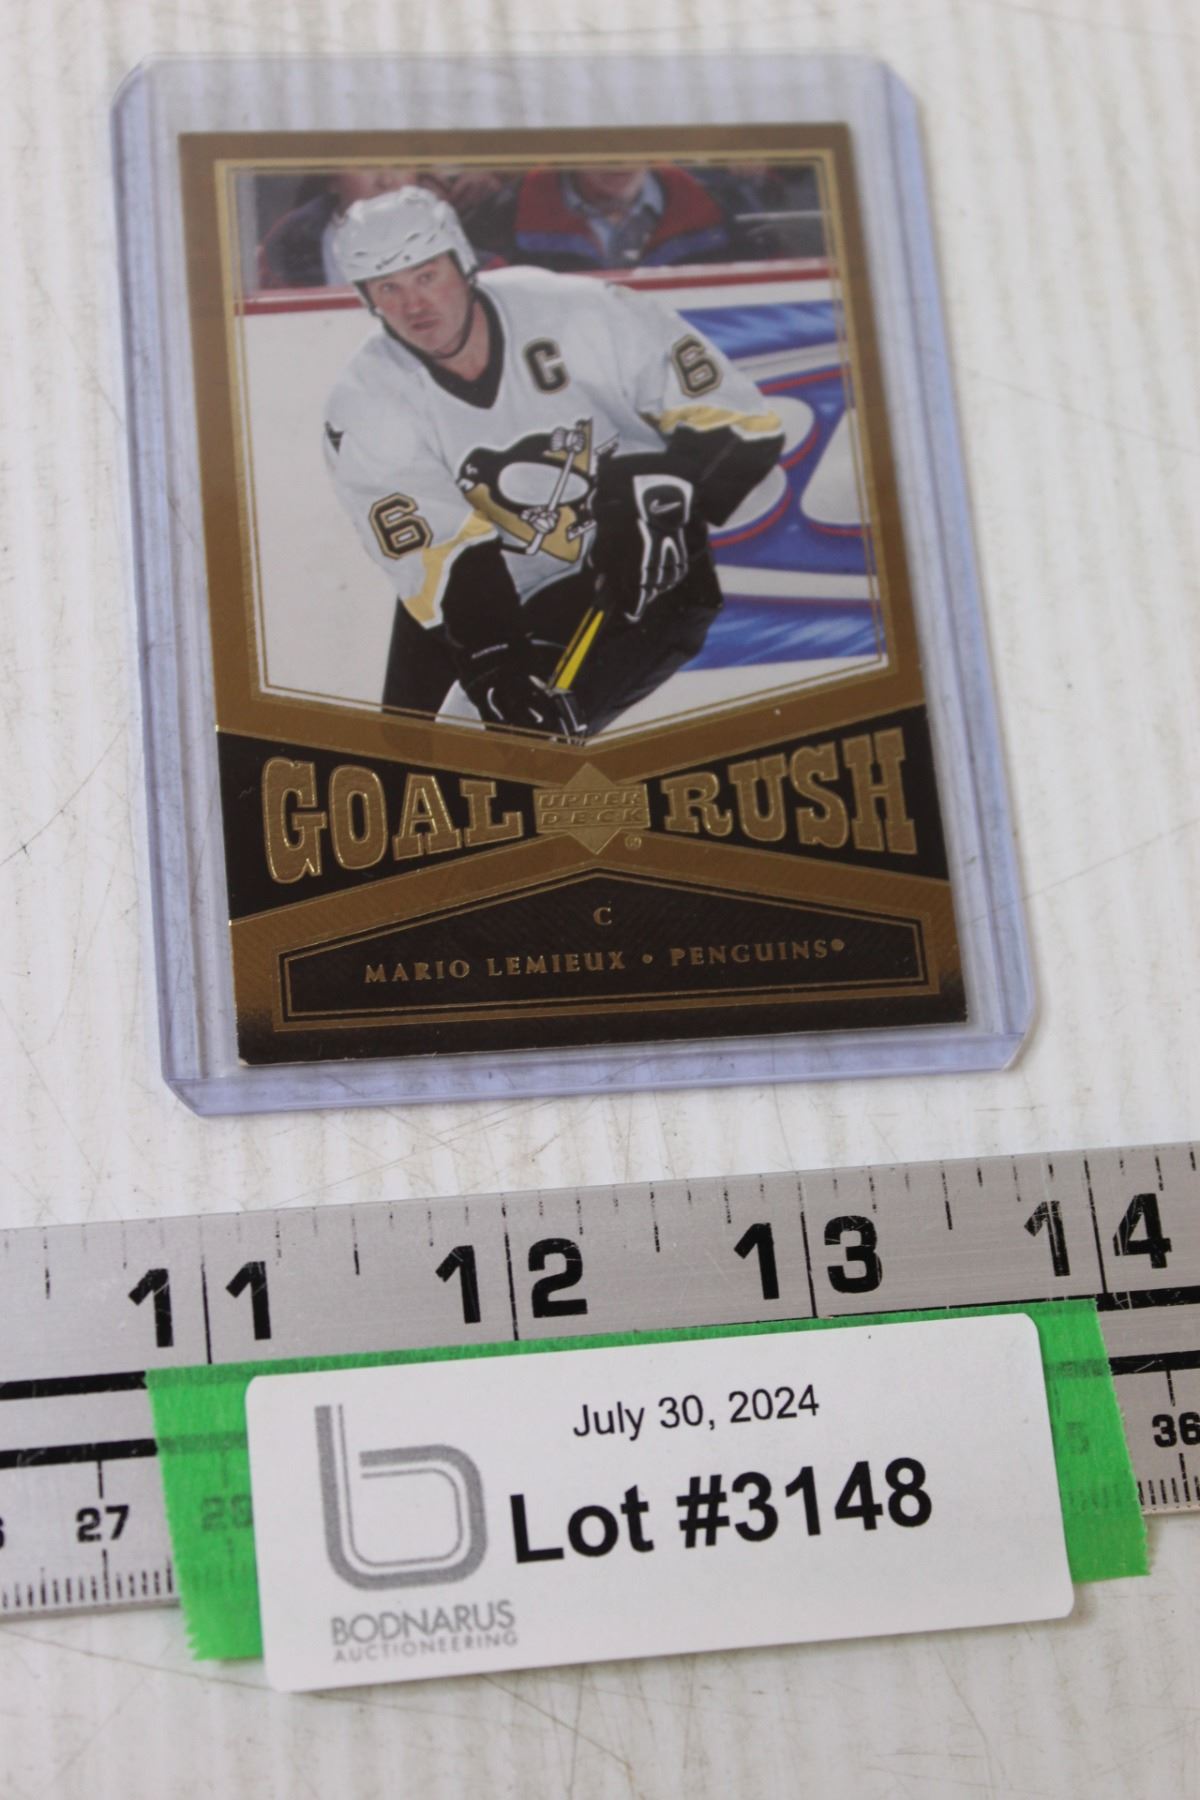 C
6
6
GOAL RUSH
UPPER
DECK
C
MARIO LEMIEUX • PENGUINS
11 12 13 14
July 30, 2024
Lot #3148
BODNARUS
AUCTIONEERING
27 28 36